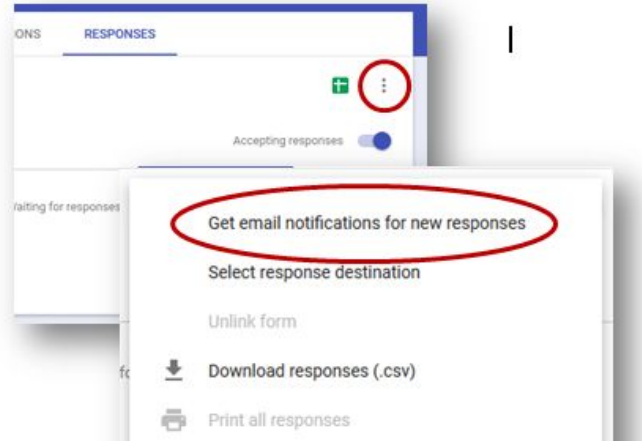 ONS RESPONSES
Accepting responses
aiting for responses
Get email notifications for new responses
Select response destination
Unlink form
Download responses (.csv)
Print all responses